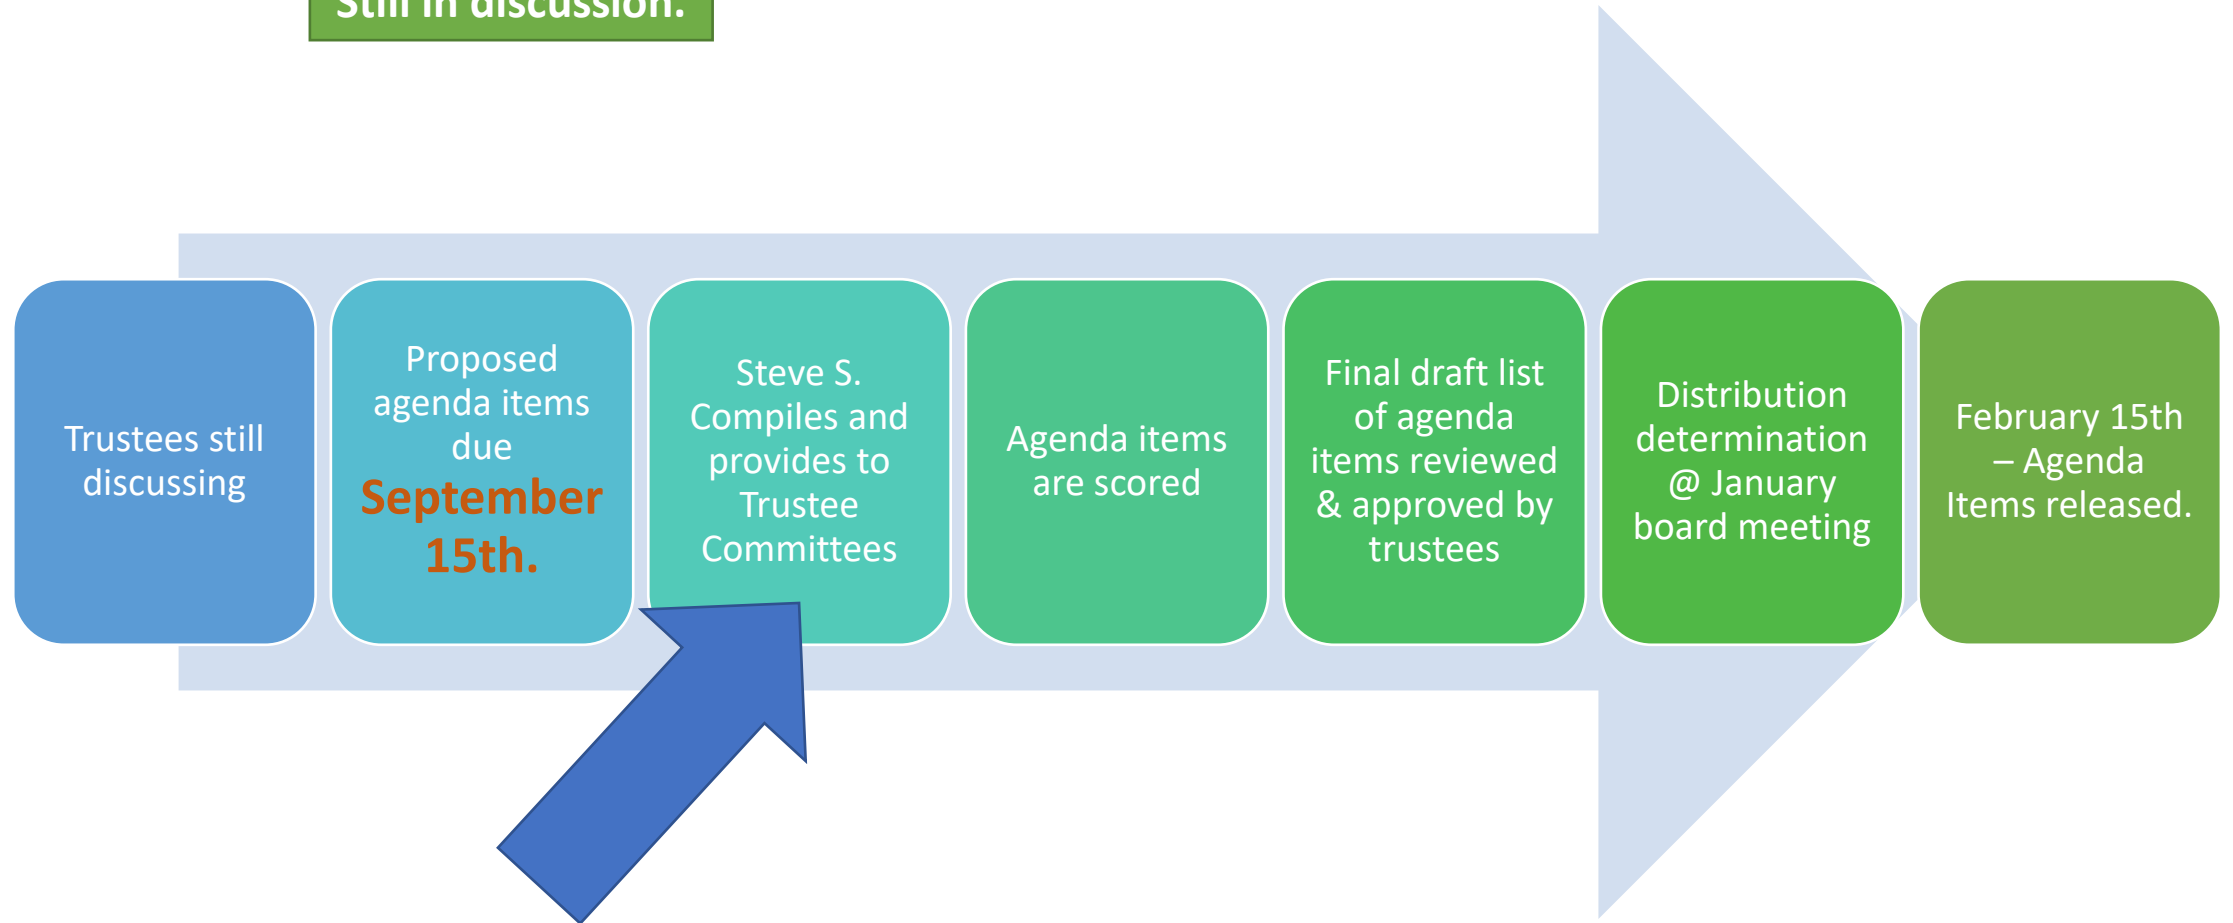 Still in discussion.
Trustees still
discussing
Proposed
agenda items
due
September
15th.
Steve S.
Compiles and
provides to
Trustee
Committees
Agenda items
are scored
Final draft list
of agenda
items reviewed
& approved by
trustees
Distribution
determination
@ January
board meeting
February 15th
– Agenda
Items released.